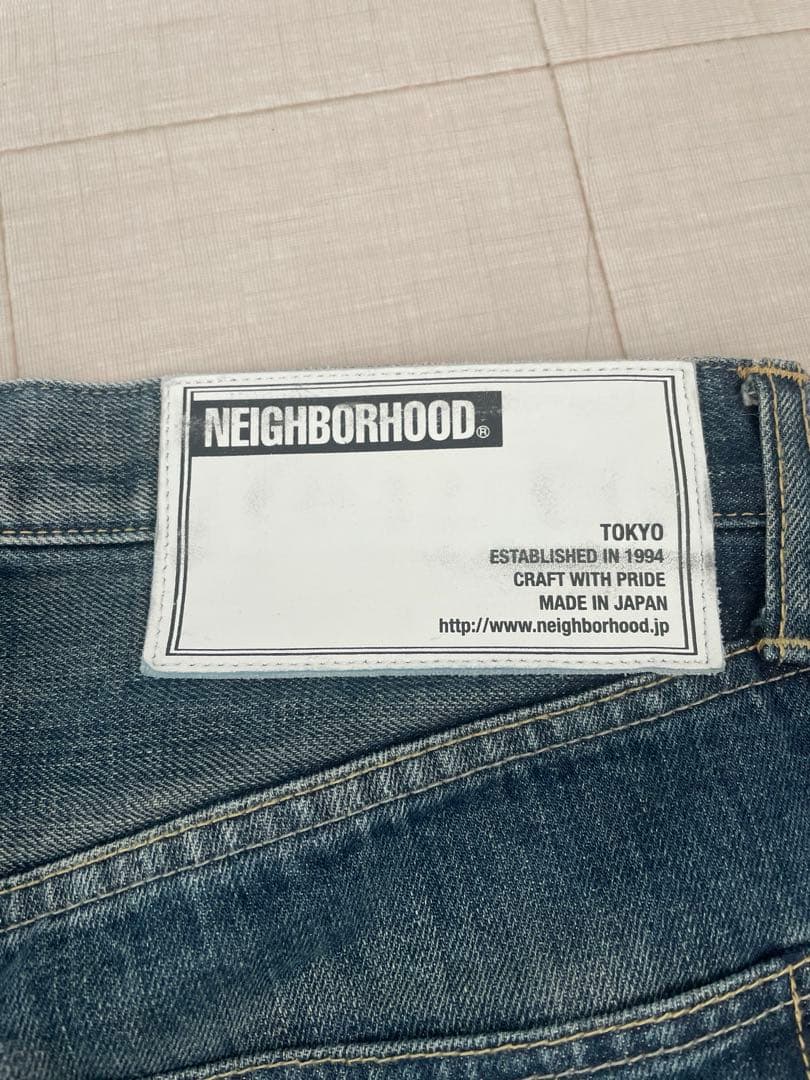 NEIGHBORHOOD®
TOKYO
ESTABLISHED IN 1994
CRAFT WITH PRIDE
MADE IN JAPAN
http://www.neighborhood.jp